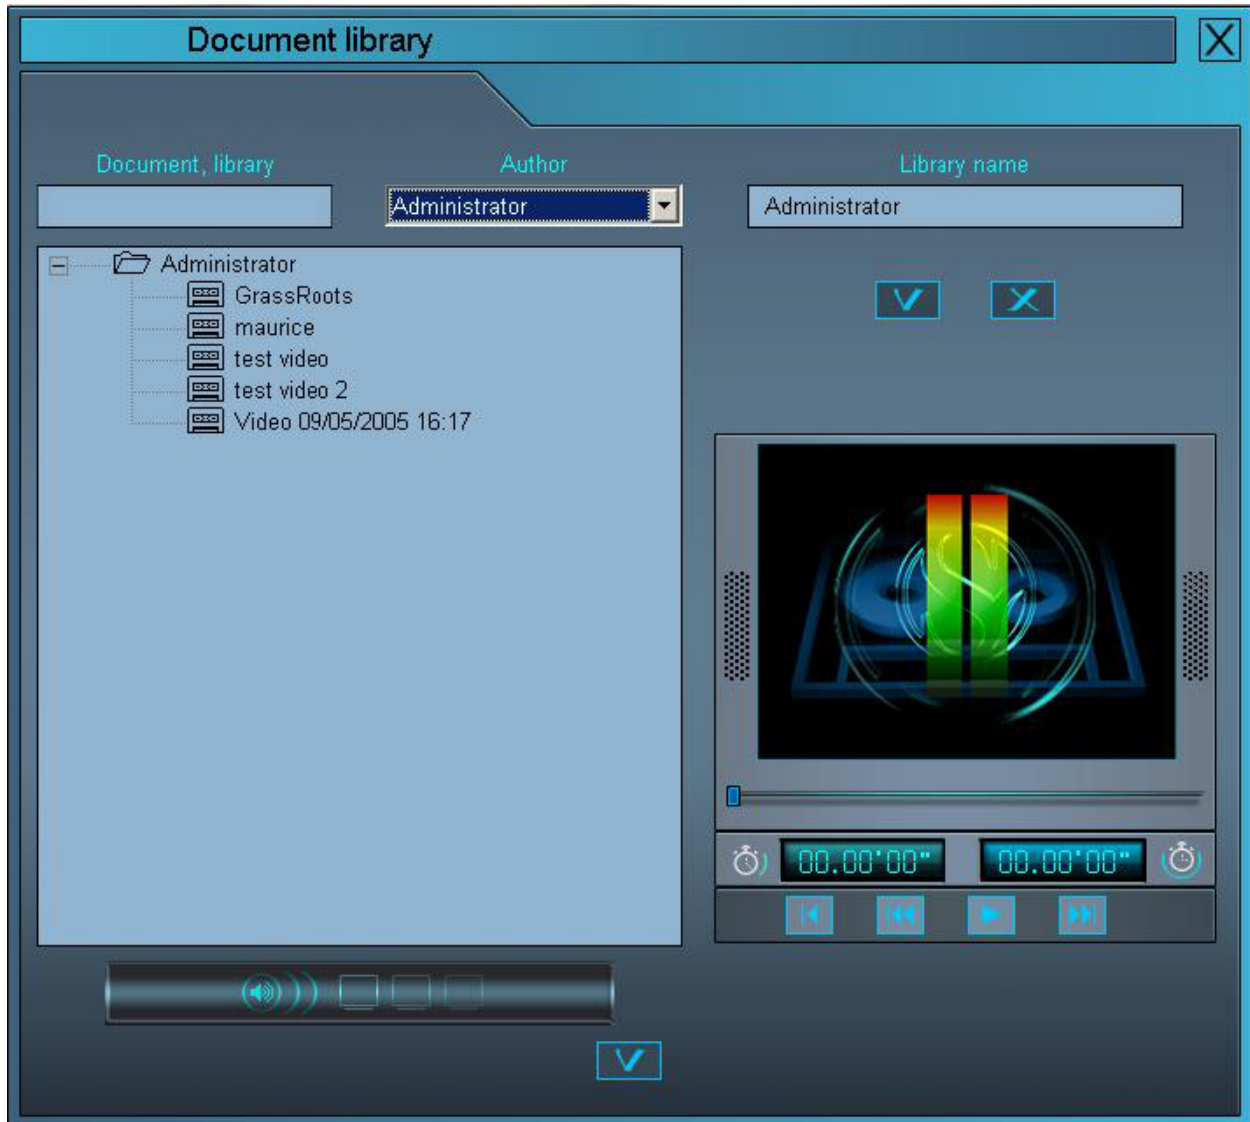 Document library
X
Document, library
Author
Library name
Administrator
Administrator
Administrator
GrassRoots
maurice
test video
test video 2
Video 09/05/2005 16:17
00.00'00"
00.00'00"